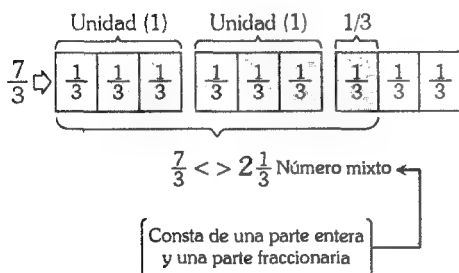 Unidad (1) Unidad (1) 1/3
7/3 ⇨ 1/3 1/3 1/3 1/3 1/3 1/3 1/3 1/3 1/3
7/3 < > 2 1/3 Número mixto
Consta de una parte entera
y una parte fraccionaria